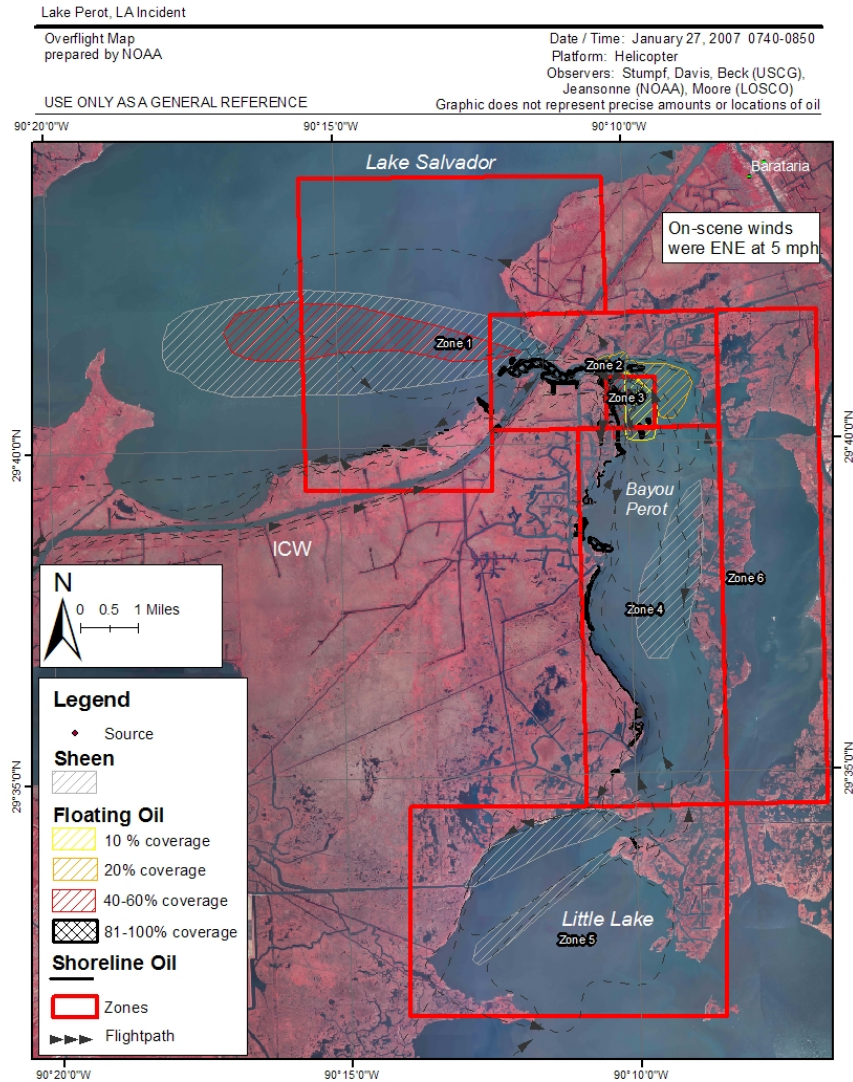 Lake Perot, LA Incident
Overflight Map
prepared by NOAA
USE ONLY AS A GENERAL REFERENCE
Date / Time: January 27, 2007 0740-0850
Platform: Helicopter
Observers: Stumpf, Davis, Beck (USCG),
Jeansonne (NOAA), Moore (LOSCO)
Graphic does not represent precise amounts or locations of oil
90°20'0"W
90°15'0"W
90°10'0"W
Lake Salvador
Barataria
On-scene winds
were ENE at 5 mph.
Zone 1
Zone 2
Zone 3
29°40'0"N
29°40'0"N
Bayou
Perot
ICW
Zone 6
Zone 4
N
0 0.5 1 Miles
29°35'0"N
29°35'0"N
Legend
Source
Sheen
Floating Oil
10 % coverage
20% coverage
40-60% coverage
81-100% coverage
Shoreline Oil
Zones
Flightpath
Little Lake
Zone 5
90°20'0"W
90°15'0"W
90°10'0"W